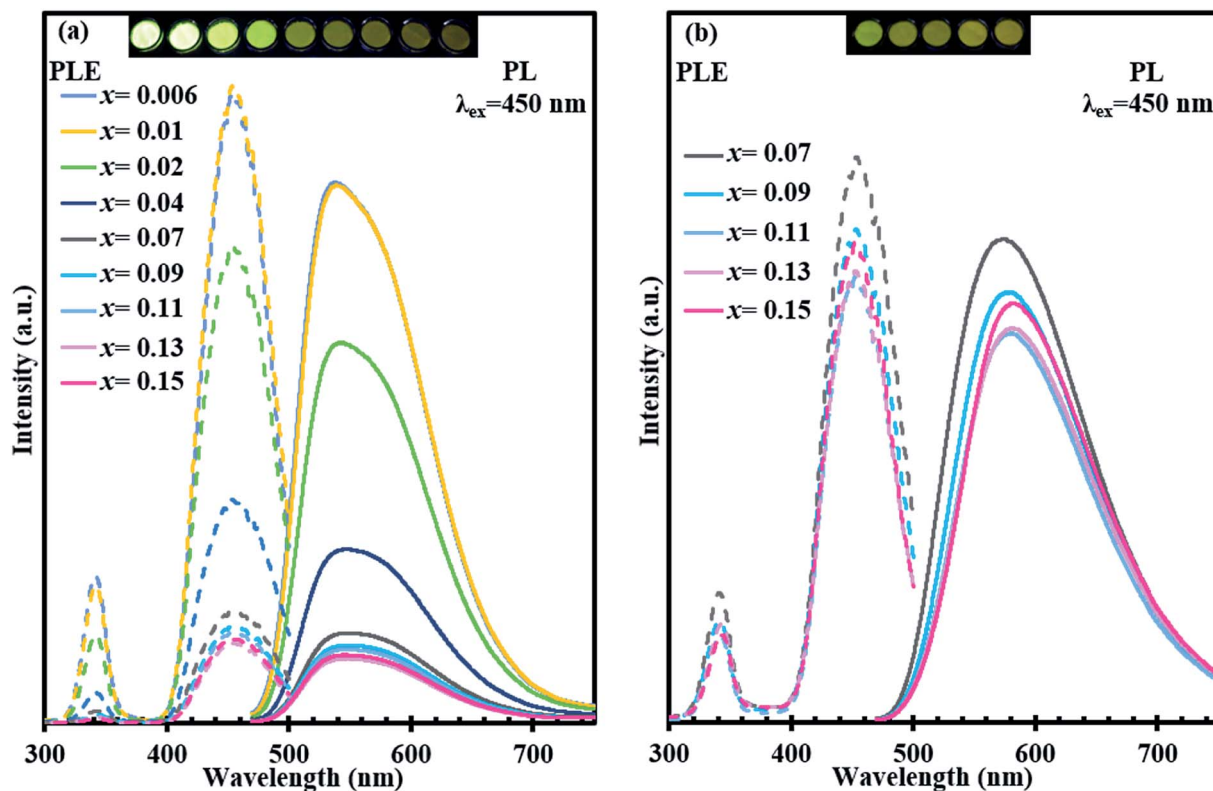 (a)
PLE
PL
λex=450 nm
x= 0.006
x= 0.01
x= 0.02
x= 0.04
x= 0.07
x= 0.09
x= 0.11
x= 0.13
x= 0.15
Intensity (a.u.)
300 400 500 600 700
Wavelength (nm)
(b)
PLE
PL
λex=450 nm
x= 0.07
x= 0.09
x= 0.11
x= 0.13
x= 0.15
Intensity (a.u.)
300 400 500 600 700
Wavelength (nm)